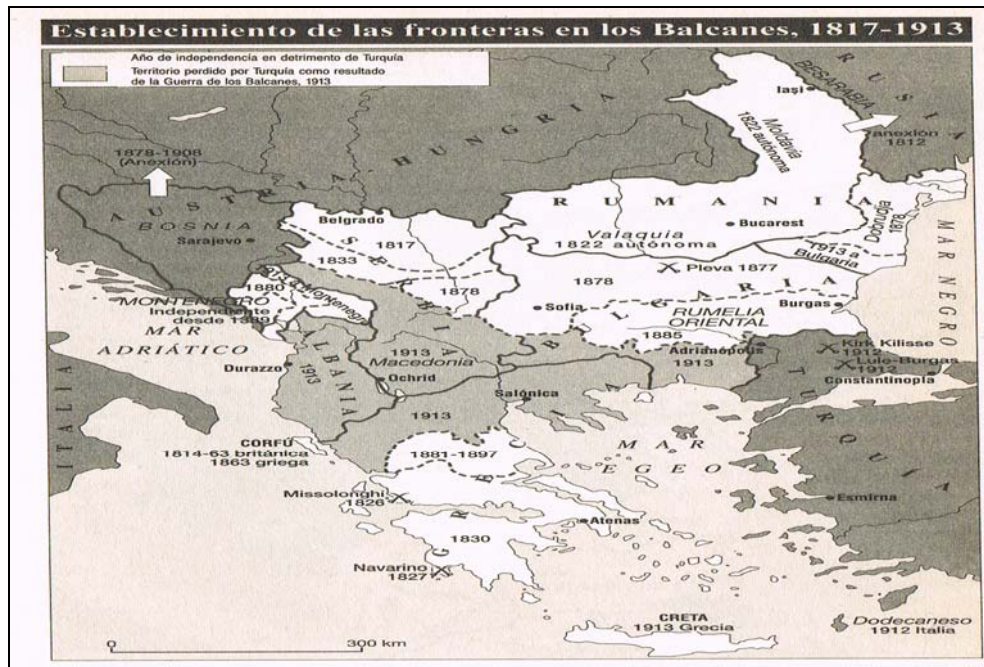 Establecimiento de las fronteras en los Balcanes, 1817-1913
Año de independencia en detrimento de Turquía
Territorio perdido por Turquía como resultado
de la Guerra de los Balcanes, 1913
RUSIA
BESARABIA
Iaşi
anexión
1812
Moldavia
1822 autónoma
1878-1908
(Anexión)
AUSTRIA-HUNGRIA
BOSNIA
Sarajevo
Belgrado
SERBIA
1817
1833
1878
RUMANIA
Bucarest
Valaquia
1822 autónoma
Dobrudja
1878
1913 a
Bulgaria
MAR NEGRO
Pleva 1877
1878
Sofia
BULGARIA
Burgas
RUMELIA
ORIENTAL
1885
1880
Montenegro
MONTENEGRO
Independiente
desde 1389
MAR
ADRIÁTICO
ITALIA
ALBANIA
1913
Durazzo
1913
Macedonia
Ochrid
Adrianópolis
1913
Kirk Kilisse
1912
Lule-Burgas
1912
Constantinopla
TURQUÍA
Salónica
1913
CORFÚ
1814-63 británica
1863 griega
1881-1897
MAR
EGEO
Missolonghi
1826
Esmirna
Atenas
1830
GRECIA
Navarino
1827
CRETA
1913 Grecia
Dodecaneso
1912 Italia
0
300 km